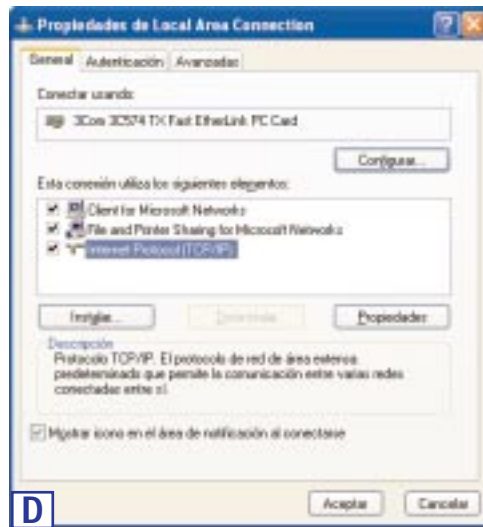 Propiedades de Local Area Connection
General Autenticación Avanzadas
Conectar usando:
3Com 3C574 TX Fast EtherLink PC Card
Configurar...
Esta conexión utiliza los siguientes elementos:
Client for Microsoft Networks
File and Printer Sharing for Microsoft Networks
Internet Protocol (TCP/IP)
Instalar... Propiedades
Descripción
Protocolo TCP/IP. El protocolo de red de área extensa
predeterminado que permite la comunicación entre varias redes
conectadas entre sí.
Mostrar icono en el área de notificación al conectarse
Aceptar Cancelar
D